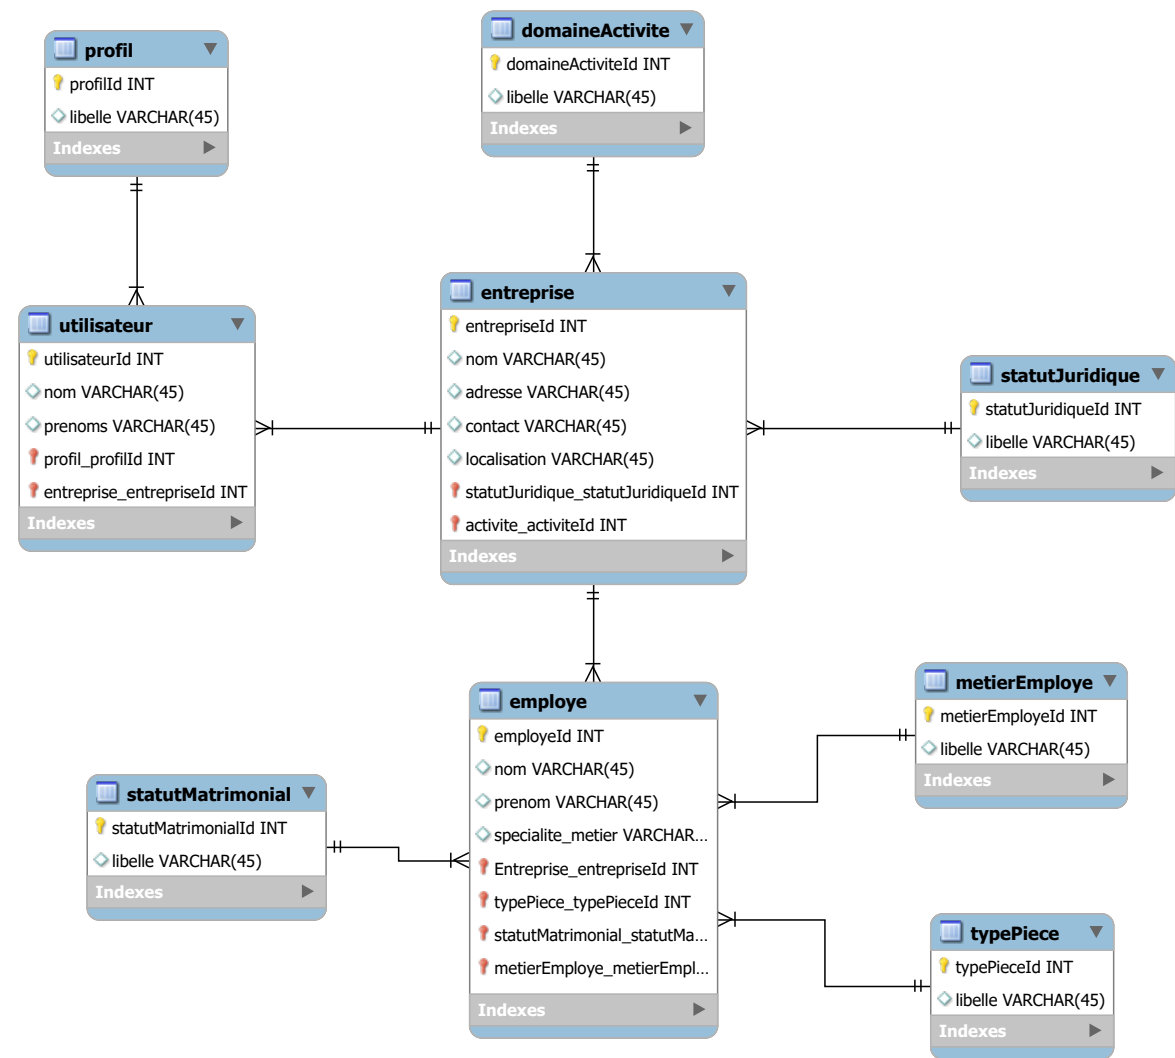 profil
profilId INT
libelle VARCHAR(45)
Indexes
domaineActivite
domaineActiviteId INT
libelle VARCHAR(45)
Indexes
utilisateur
utilisateurId INT
nom VARCHAR(45)
prenoms VARCHAR(45)
profil_profilId INT
entreprise_entrepriseId INT
Indexes
entreprise
entrepriseId INT
nom VARCHAR(45)
adresse VARCHAR(45)
contact VARCHAR(45)
localisation VARCHAR(45)
statutJuridique_statutJuridiqueId INT
activite_activiteId INT
Indexes
statutJuridique
statutJuridiqueId INT
libelle VARCHAR(45)
Indexes
employe
employeId INT
nom VARCHAR(45)
prenom VARCHAR(45)
specialite_metier VARCHAR...
Entreprise_entrepriseId INT
typePiece_typePieceId INT
statutMatrimonial_statutMa...
metierEmploye_metierEmpl...
Indexes
metierEmploye
metierEmployeId INT
libelle VARCHAR(45)
Indexes
statutMatrimonial
statutMatrimonialId INT
libelle VARCHAR(45)
Indexes
typePiece
typePieceId INT
libelle VARCHAR(45)
Indexes